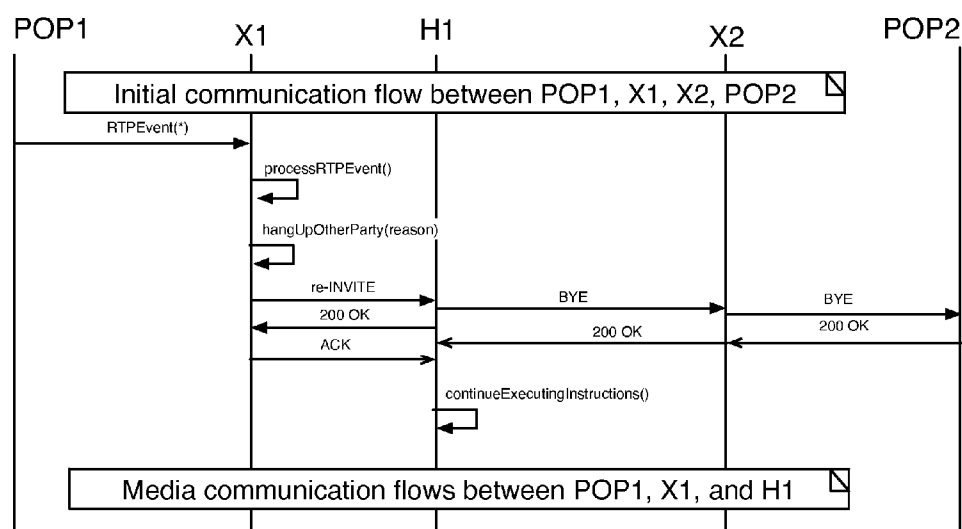 POP1 X1 H1 X2 POP2
Initial communication flow between POP1, X1, X2, POP2
RTPEvent(*)
processRTPEvent()
hangUpOtherParty(reason)
re-INVITE BYE BYE
200 OK 200 OK 200 OK
ACK
continueExecutingInstructions()
Media communication flows between POP1, X1, and H1